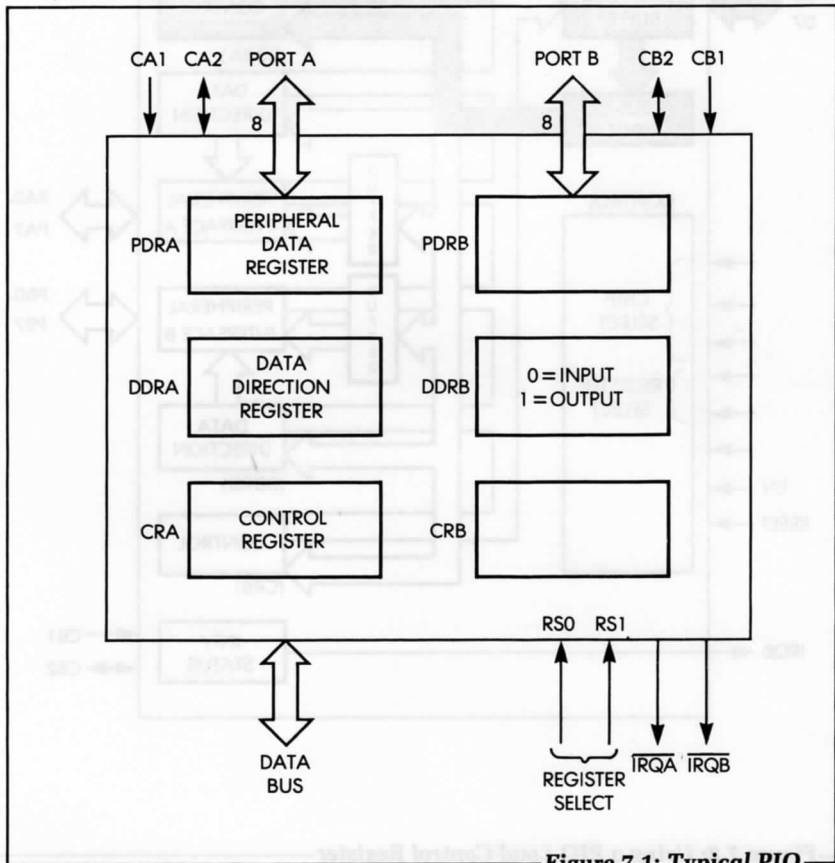 CA1 CA2 PORT A PORT B CB2 CB1
8 8
PDRA PERIPHERAL DATA REGISTER PDRB
DDRA DATA DIRECTION REGISTER DDRB 0 = INPUT 1 = OUTPUT
CRA CONTROL REGISTER CRB
RS0 RS1
DATA BUS REGISTER SELECT IRQA IRQB
Figure 7.1: Typical PIO